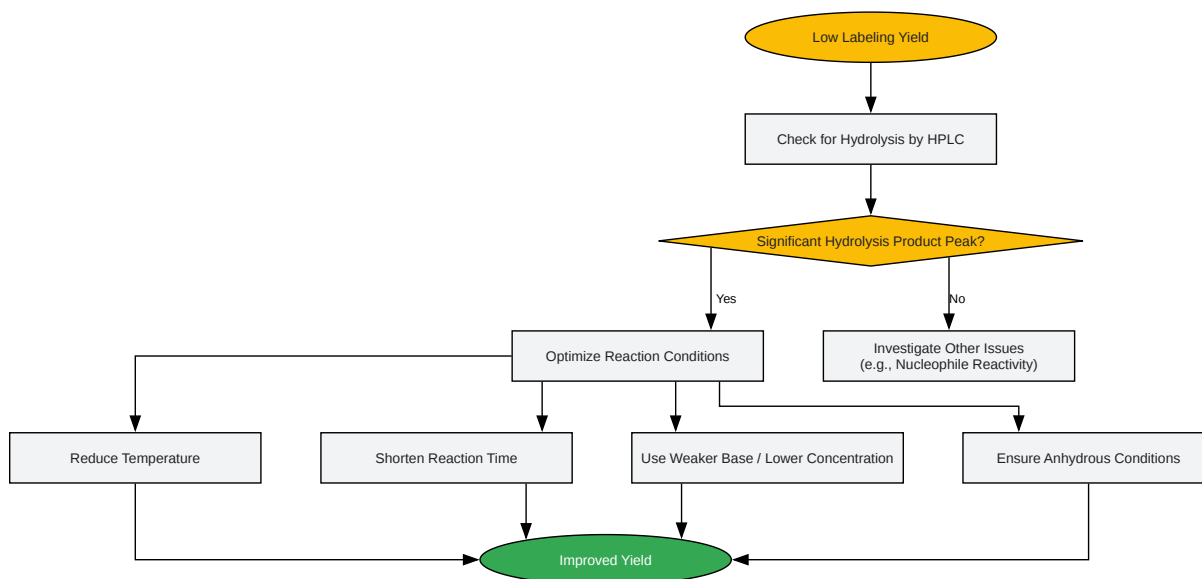 Low Labeling Yield
Check for Hydrolysis by HPLC
Significant Hydrolysis Product Peak?
Yes
No
Optimize Reaction Conditions
Investigate Other Issues
(e.g., Nucleophile Reactivity)
Reduce Temperature
Shorten Reaction Time
Use Weaker Base / Lower Concentration
Ensure Anhydrous Conditions
Improved Yield